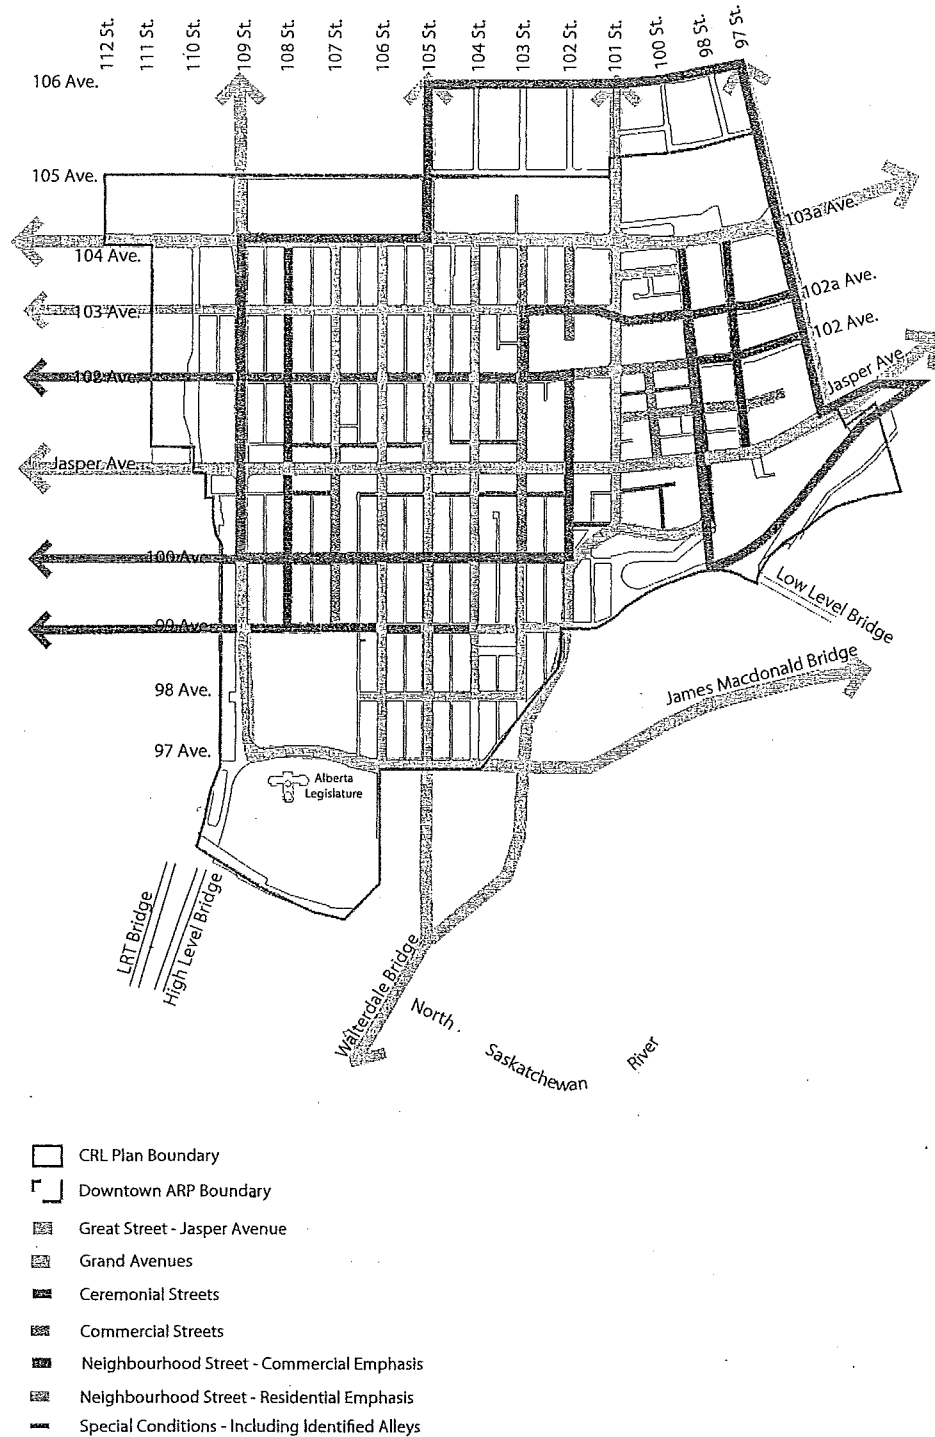 112 St.
111 St.
110 St.
109 St.
108 St.
107 St.
106 St.
105 St.
104 St.
103 St.
102 St.
101 St.
100 St.
98 St.
97 St.
106 Ave.
105 Ave.
103a Ave.
104 Ave.
102a Ave.
103 Ave.
102 Ave.
102 Ave.
Jasper Ave.
Jasper Ave.
100 Ave.
Low Level Bridge
99 Ave.
James Macdonald Bridge
98 Ave.
97 Ave.
Alberta
Legislature
LRT Bridge
High Level Bridge
Walterdale Bridge
North
Saskatchewan
River
CRL Plan Boundary
Downtown ARP Boundary
Great Street - Jasper Avenue
Grand Avenues
Ceremonial Streets
Commercial Streets
Neighbourhood Street - Commercial Emphasis
Neighbourhood Street - Residential Emphasis
Special Conditions - Including Identified Alleys